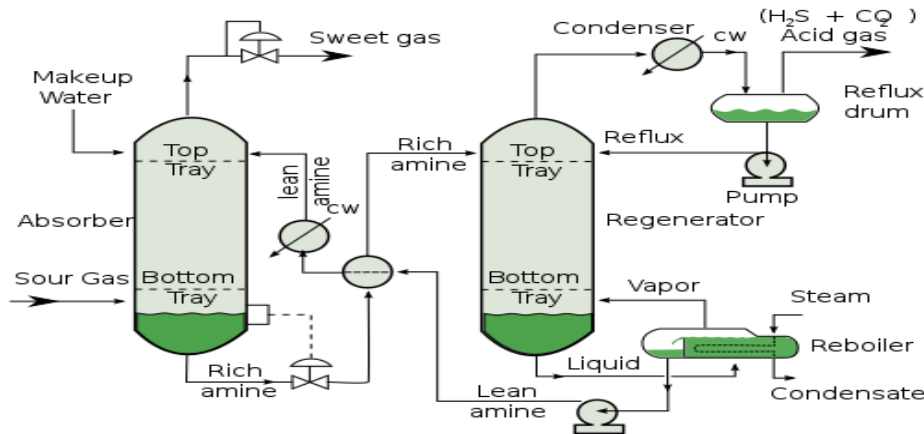 (H2S + CO2 )
Acid gas
Sweet gas
Condenser
cw
Makeup
Water
Reflux
drum
Rich
amine
Reflux
Top
Tray
lean
amine
Top
Tray
Pump
cw
Absorber
Regenerator
Sour Gas
Bottom
Tray
Bottom
Tray
Vapor
Steam
Reboiler
Rich
amine
Liquid
Condensate
Lean
amine